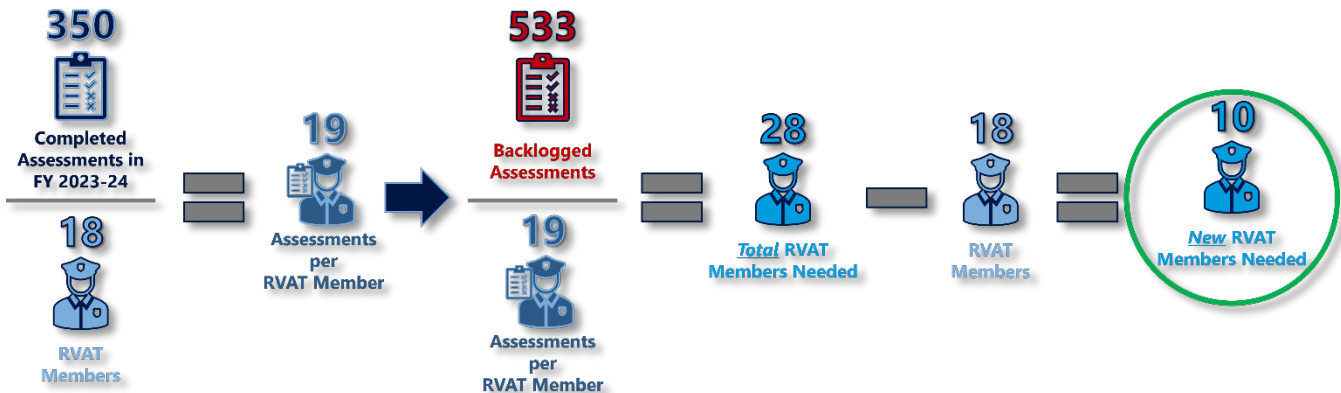 350
Completed
Assessments in
FY 2023-24
18
RVAT
Members
19
Assessments
per
RVAT Member
533
Backlogged
Assessments
19
Assessments
per
RVAT Member
28
Total RVAT
Members Needed
18
RVAT
Members
10
New RVAT
Members Needed